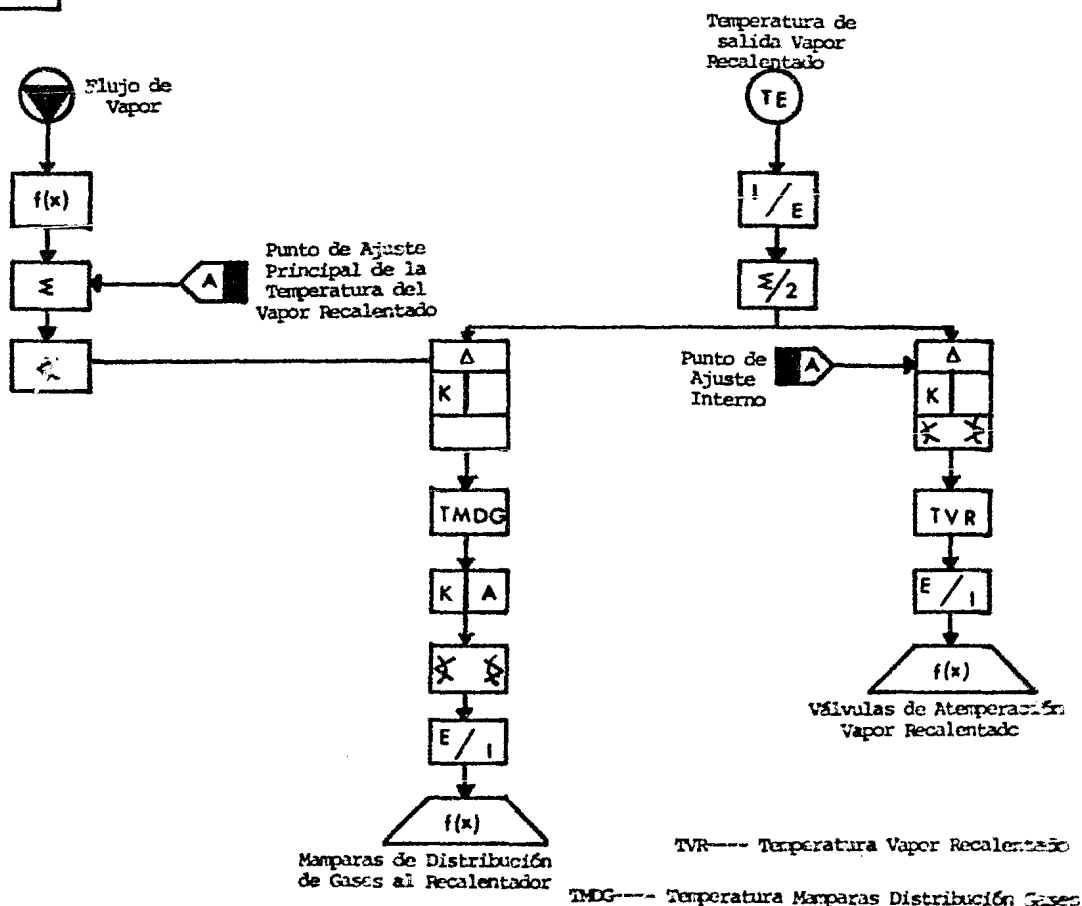 Temperatura de
salida Vapor
Recalentado
TE
Flujo de
Vapor
f(x)
I/E
Σ
A
Punto de Ajuste
Principal de la
Temperatura del
Vapor Recalentado
Σ/2
Δ
K
Punto de
Ajuste
Interno
A
Δ
K
TMDG
TVR
K A
E/I
E/I
f(x)
Válvulas de Atemperación
Vapor Recalentado
f(x)
Mamparas de Distribución
de Gases al Recalentador
TVR---- Temperatura Vapor Recalentado
TMDG---- Temperatura Mamparas Distribución Gases